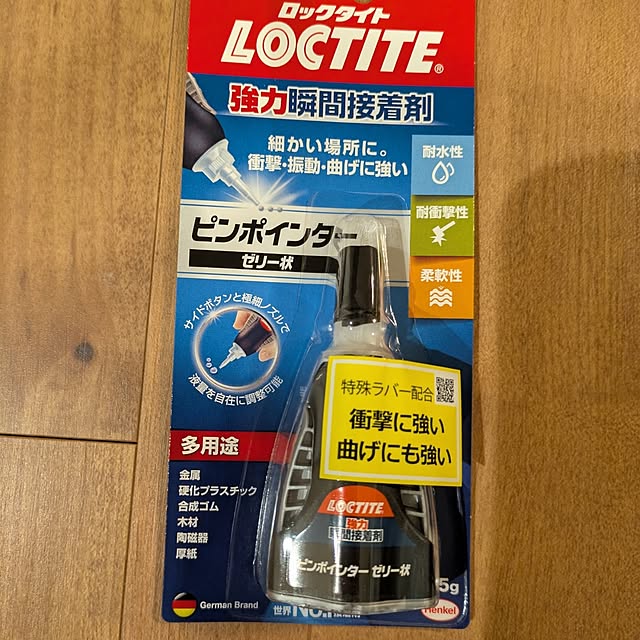 ロックタイト
LOCTITE®
強力瞬間接着剤
細かい場所に。
衝撃・振動・曲げに強い
耐水性
耐衝撃性
柔軟性
ピンポインター
ゼリー状
サイドボタンと極細ノズルで
液量を自在に調整可能
特殊ラバー配合
衝撃に強い
曲げにも強い
多用途
金属
硬化プラスチック
合成ゴム
木材
陶磁器
厚紙
LOCTITE
強力
瞬間接着剤
ピンポインター ゼリー状
5g
German Brand
世界No.1
Henkel